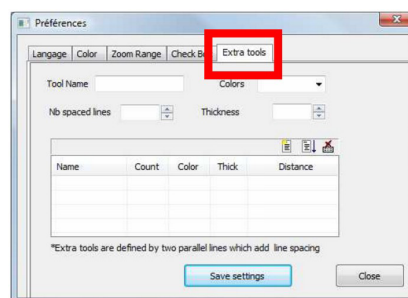 Préférences
Langage Color Zoom Range Check Extra tools
Tool Name Colors
Nb spaced lines Thickness
Name Count Color Thick Distance
*Extra tools are defined by two parallel lines which add line spacing
Save settings Close